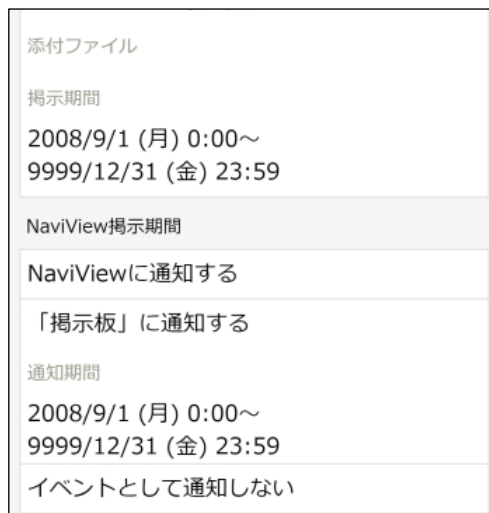 添付ファイル
掲示期間
2008/9/1 (月) 0:00～
9999/12/31 (金) 23:59
NaviView掲示期間
NaviViewに通知する
「掲示板」に通知する
通知期間
2008/9/1 (月) 0:00～
9999/12/31 (金) 23:59
イベントとして通知しない